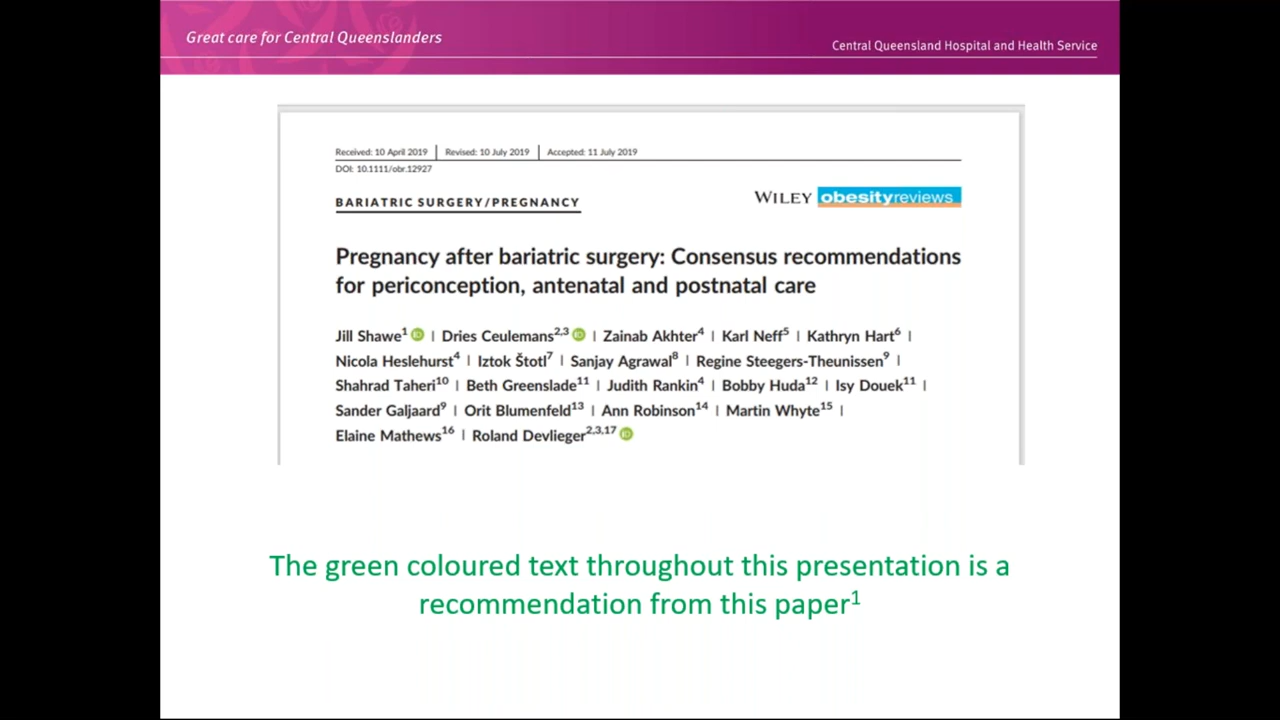 Great care for Central Queenslanders
Central Queensland Hospital and Health Service
Received: 10 April 2019 | Revised: 10 July 2019 | Accepted: 11 July 2019
DOI: 10.1111/obr.12927
BARIATRIC SURGERY/PREGNANCY
WILEY obesityreviews
Pregnancy after bariatric surgery: Consensus recommendations
for periconception, antenatal and postnatal care
Jill Shawe1 iD | Dries Ceulemans2,3 iD | Zainab Akhter4 | Karl Neff5 | Kathryn Hart6 |
Nicola Heslehurst4 | Iztok Štotl7 | Sanjay Agrawal8 | Regine Steegers-Theunissen9 |
Shahrad Taheri10 | Beth Greenslade11 | Judith Rankin4 | Bobby Huda12 | Isy Douek11 |
Sander Galjaard9 | Orit Blumenfeld13 | Ann Robinson14 | Martin Whyte15 |
Elaine Mathews16 | Roland Devlieger2,3,17 iD
The green coloured text throughout this presentation is a
recommendation from this paper1